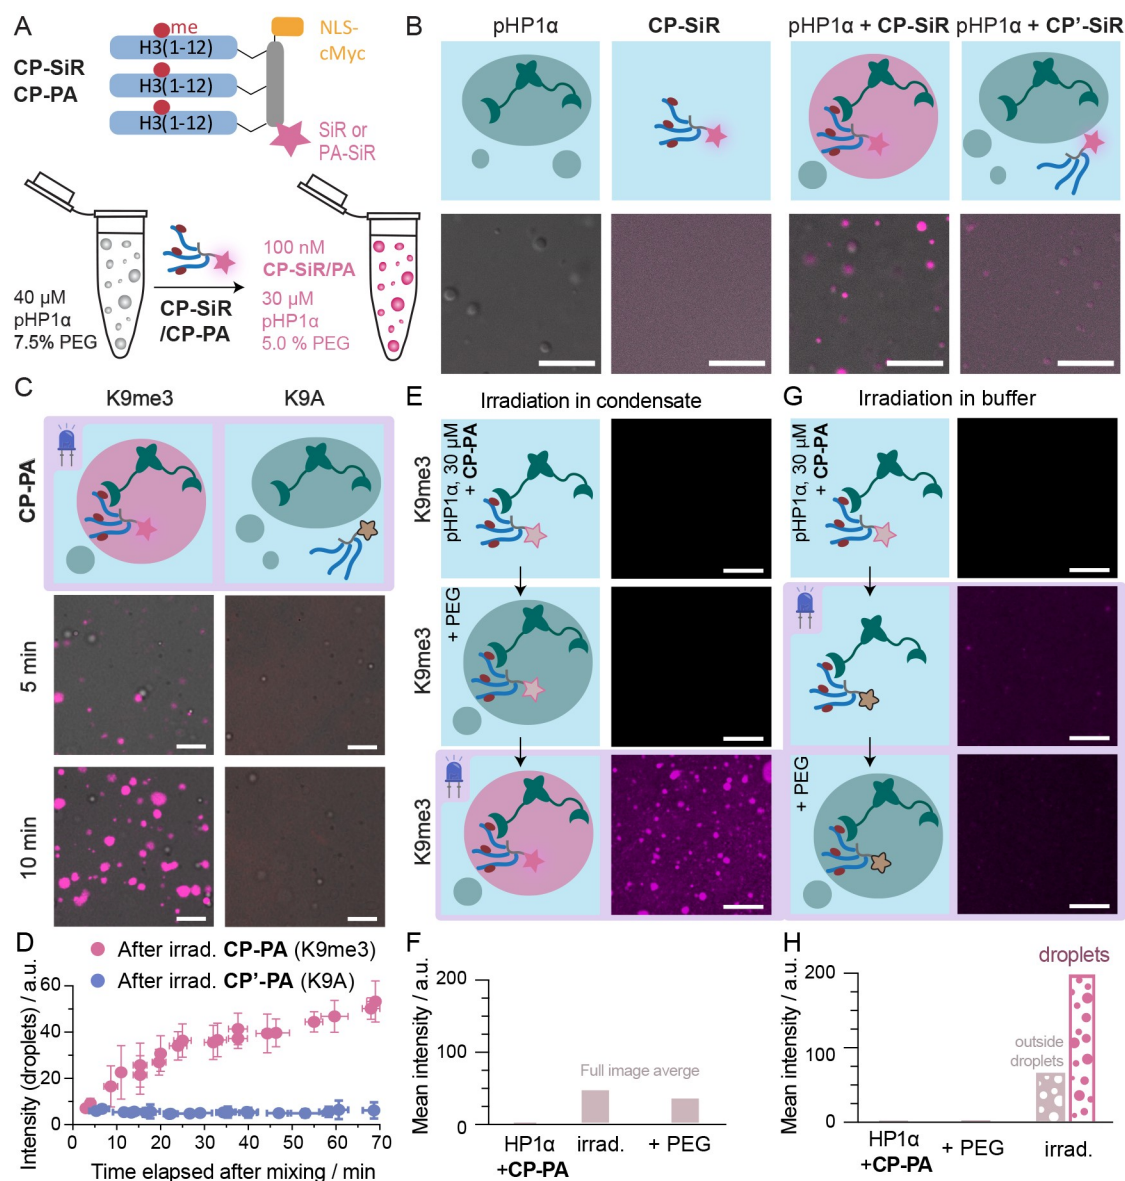 A
me
H3(1-12)
H3(1-12)
H3(1-12)
NLS-
cMyc
CP-SiR
CP-PA
SiR or
PA-SiR
40 µM
pHP1α
7.5% PEG
CP-SiR
/CP-PA
100 nM
CP-SiR/PA
30 µM
pHP1α
5.0 % PEG
B
pHP1α
CP-SiR
pHP1α + CP-SiR
pHP1α + CP'-SiR
C
K9me3
K9A
CP-PA
5 min
10 min
D
After irrad. CP-PA (K9me3)
After irrad. CP'-PA (K9A)
Intensity (droplets) / a.u.
60
40
20
0
0
10
20
30
40
50
60
70
Time elapsed after mixing / min
E
Irradiation in condensate
K9me3
pHP1α, 30 µM
+ CP-PA
K9me3
+ PEG
K9me3
F
Mean intensity / a.u.
200
100
0
Full image averge
HP1α
+CP-PA
irrad.
+ PEG
G
Irradiation in buffer
pHP1α, 30 µM
+ CP-PA
+ PEG
H
Mean intensity / a.u.
200
100
0
droplets
outside
droplets
HP1α
+CP-PA
+ PEG
irrad.